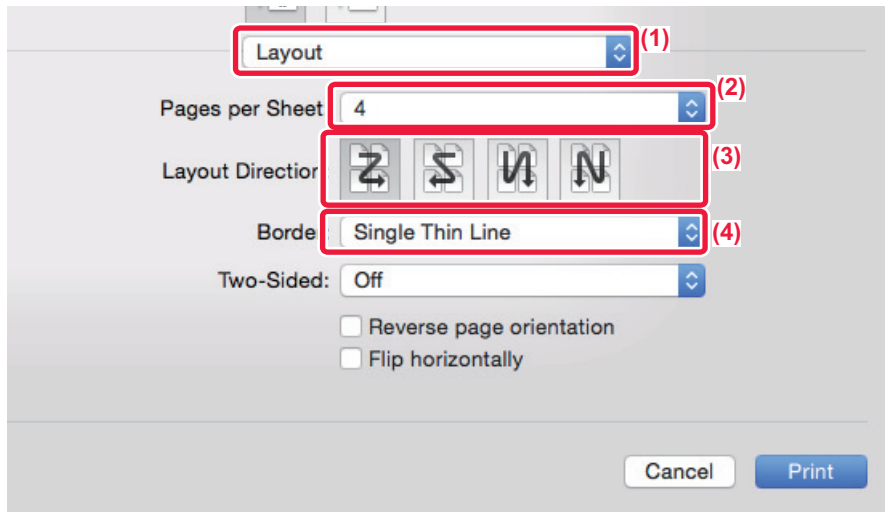 Layout
(1)
Pages per Sheet 4
(2)
Layout Direction
(3)
Borde : Single Thin Line
(4)
Two-Sided: Off
Reverse page orientation
Flip horizontally
Cancel Print